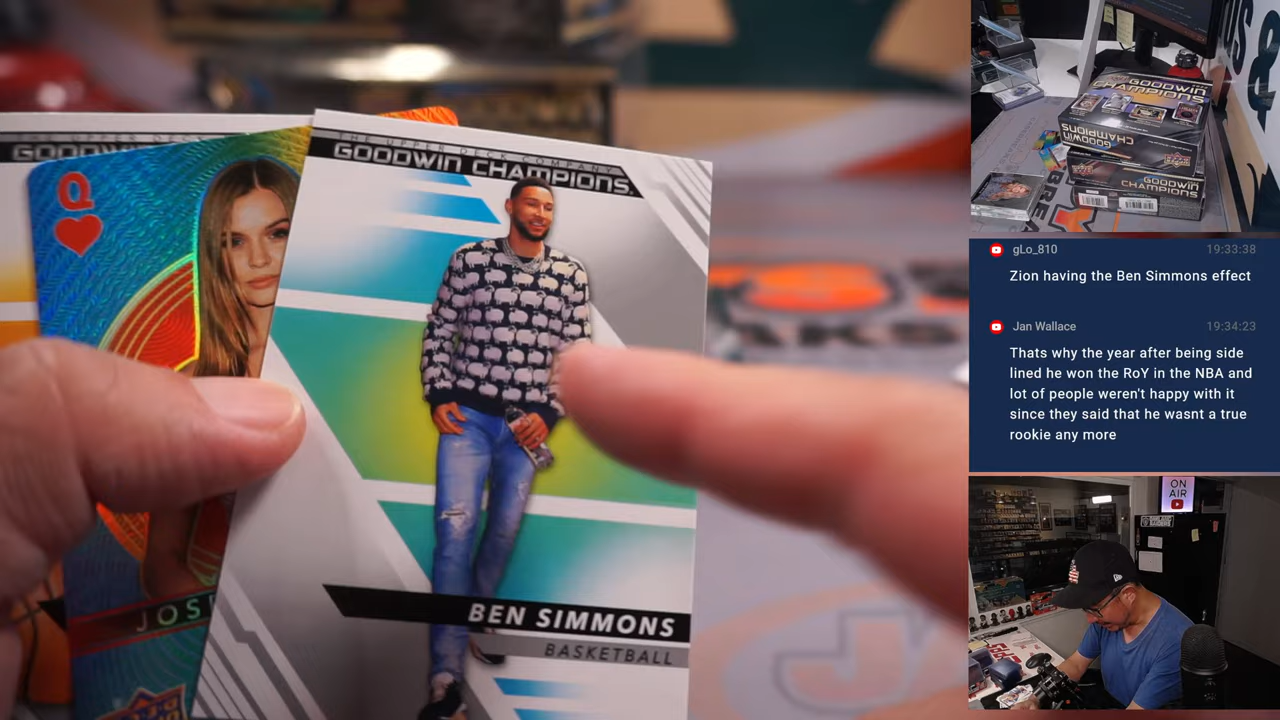 THE UPPER DECK COMPANY
GOODWIN CHAMPIONS.
Q
JOS
BEN SIMMONS
BASKETBALL
GOODWIN
CHAMPIONS
GOODWIN
CHAMPIONS
gLo_810 19:33:38
Zion having the Ben Simmons effect
Jan Wallace 19:34:23
Thats why the year after being side
lined he won the RoY in the NBA and
lot of people weren't happy with it
since they said that he wasnt a true
rookie any more
ON
AIR